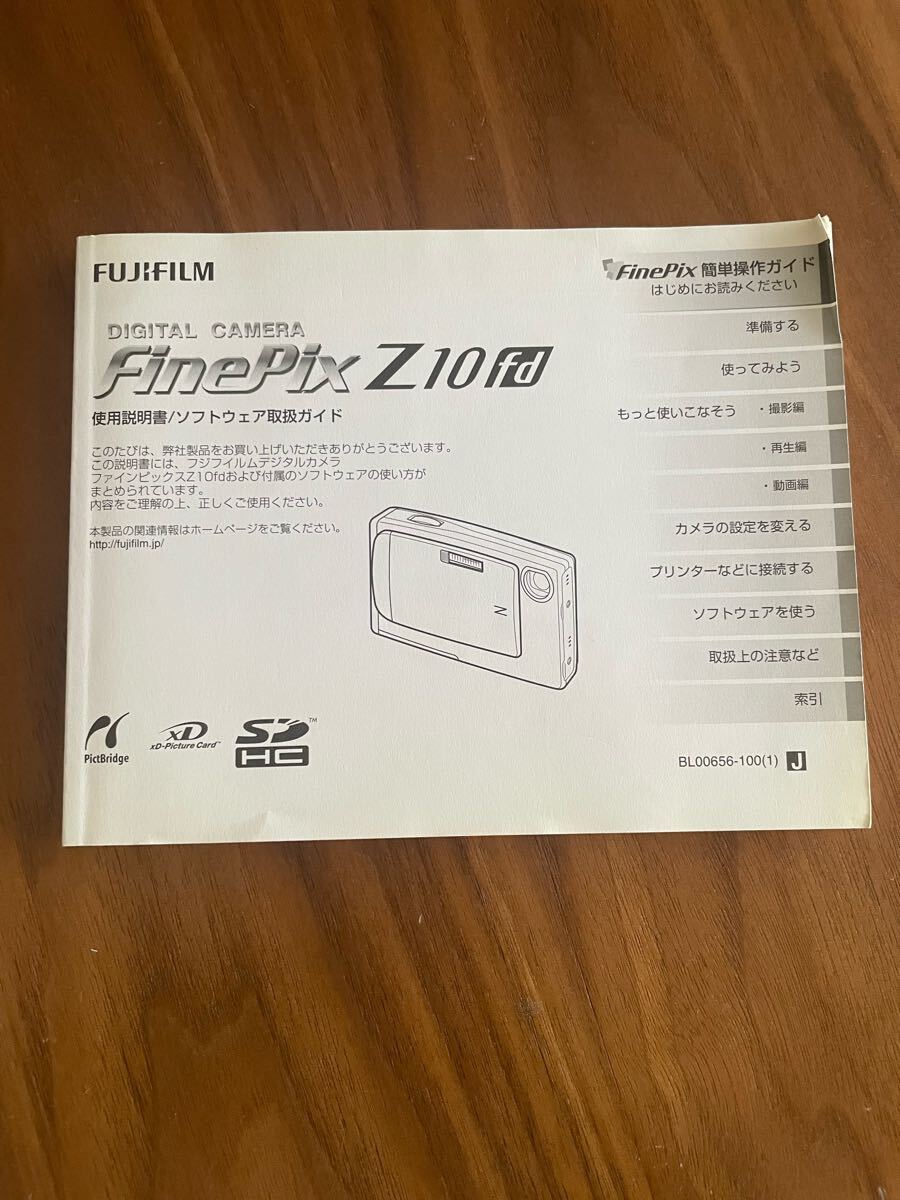 FUJIFILM
DIGITAL CAMERA
FinePix Z10fd
使用説明書/ソフトウェア取扱ガイド
このたびは、弊社製品をお買い上げいただきありがとうございます。
この説明書には、フジフイルムデジタルカメラ
ファインピックスZ10fdおよび付属のソフトウェアの使い方が
まとめられています。
内容をご理解の上、正しくご使用ください。
本製品の関連情報はホームページをご覧ください。
http://fujifilm.jp/
Z
PictBridge
xD
xD-Picture Card™
SD™
HC
FinePix 簡単操作ガイド
はじめにお読みください
準備する
使ってみよう
もっと使いこなそう ・撮影編
・再生編
・動画編
カメラの設定を変える
プリンターなどに接続する
ソフトウェアを使う
取扱上の注意など
索引
BL00656-100(1) J